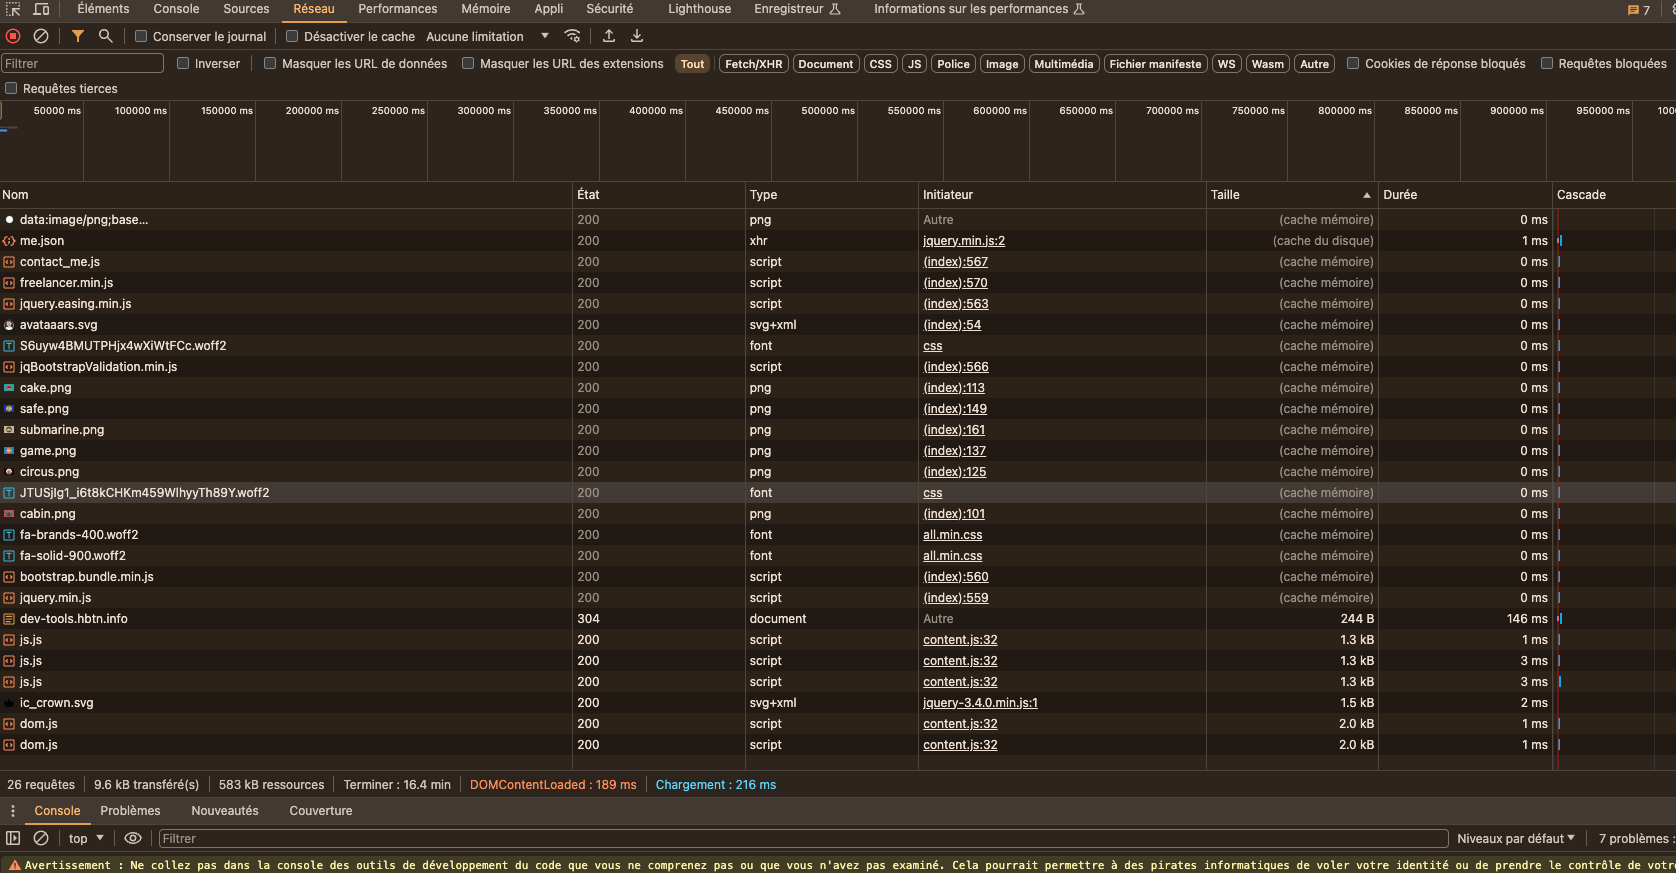 Éléments Console Sources Réseau Performances Mémoire Appli Sécurité Lighthouse Enregistreur Informations sur les performances 7
Conserver le journal Désactiver le cache Aucune limitation
Filtrer Inverser Masquer les URL de données Masquer les URL des extensions Tout Fetch/XHR Document CSS JS Police Image Multimédia Fichier manifeste WS Wasm Autre Cookies de réponse bloqués Requêtes bloquées
Requêtes tierces
50000 ms 100000 ms 150000 ms 200000 ms 250000 ms 300000 ms 350000 ms 400000 ms 450000 ms 500000 ms 550000 ms 600000 ms 650000 ms 700000 ms 750000 ms 800000 ms 850000 ms 900000 ms 950000 ms 100
Nom État Type Initiateur Taille Durée Cascade
data:image/png;base... 200 png Autre (cache mémoire) 0 ms
me.json 200 xhr jquery.min.js:2 (cache du disque) 1 ms
contact_me.js 200 script (index):567 (cache mémoire) 0 ms
freelancer.min.js 200 script (index):570 (cache mémoire) 0 ms
jquery.easing.min.js 200 script (index):563 (cache mémoire) 0 ms
avataaars.svg 200 svg+xml (index):54 (cache mémoire) 0 ms
S6uyw4BMUTPHjx4wXiWtFCc.woff2 200 font css (cache mémoire) 0 ms
jqBootstrapValidation.min.js 200 script (index):566 (cache mémoire) 0 ms
cake.png 200 png (index):113 (cache mémoire) 0 ms
safe.png 200 png (index):149 (cache mémoire) 0 ms
submarine.png 200 png (index):161 (cache mémoire) 0 ms
game.png 200 png (index):137 (cache mémoire) 0 ms
circus.png 200 png (index):125 (cache mémoire) 0 ms
JTUSjIg1_i6t8kCHKm459WlhyyTh89Y.woff2 200 font css (cache mémoire) 0 ms
cabin.png 200 png (index):101 (cache mémoire) 0 ms
fa-brands-400.woff2 200 font all.min.css (cache mémoire) 0 ms
fa-solid-900.woff2 200 font all.min.css (cache mémoire) 0 ms
bootstrap.bundle.min.js 200 script (index):560 (cache mémoire) 0 ms
jquery.min.js 200 script (index):559 (cache mémoire) 0 ms
dev-tools.hbtn.info 304 document Autre 244 B 146 ms
js.js 200 script content.js:32 1.3 kB 1 ms
js.js 200 script content.js:32 1.3 kB 3 ms
js.js 200 script content.js:32 1.3 kB 3 ms
ic_crown.svg 200 svg+xml jquery-3.4.0.min.js:1 1.5 kB 2 ms
dom.js 200 script content.js:32 2.0 kB 1 ms
dom.js 200 script content.js:32 2.0 kB 1 ms
26 requêtes 9.6 kB transféré(s) 583 kB ressources Terminer : 16.4 min DOMContentLoaded : 189 ms Chargement : 216 ms
Console Problèmes Nouveautés Couverture
top Filtrer Niveaux par défaut 7 problèmes :
Avertissement : Ne collez pas dans la console des outils de développement du code que vous ne comprenez pas ou que vous n'avez pas examiné. Cela pourrait permettre à des pirates informatiques de voler votre identité ou de prendre le contrôle de votr